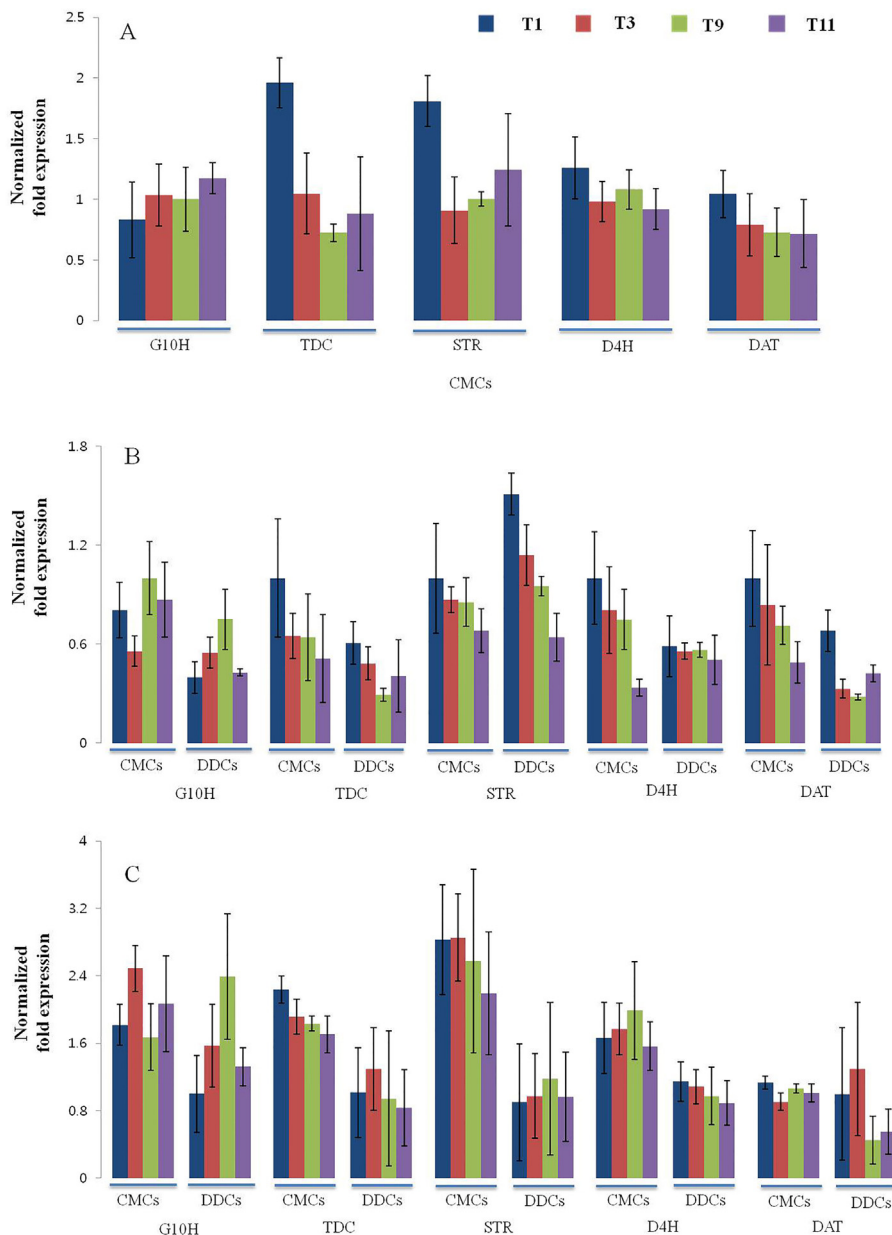 A
T1 T3 T9 T11
Normalized
fold expression
2.5
2
1.5
1
0.5
0
G10H TDC STR D4H DAT
CMCs
B
Normalized
fold expression
1.8
1.2
0.6
0
CMCs DDCs CMCs DDCs CMCs DDCs CMCs DDCs CMCs DDCs
G10H TDC STR D4H DAT
C
Normalized
fold expression
4
3.2
2.4
1.6
0.8
0
CMCs DDCs CMCs DDCs CMCs DDCs CMCs DDCs CMCs DDCs
G10H TDC STR D4H DAT